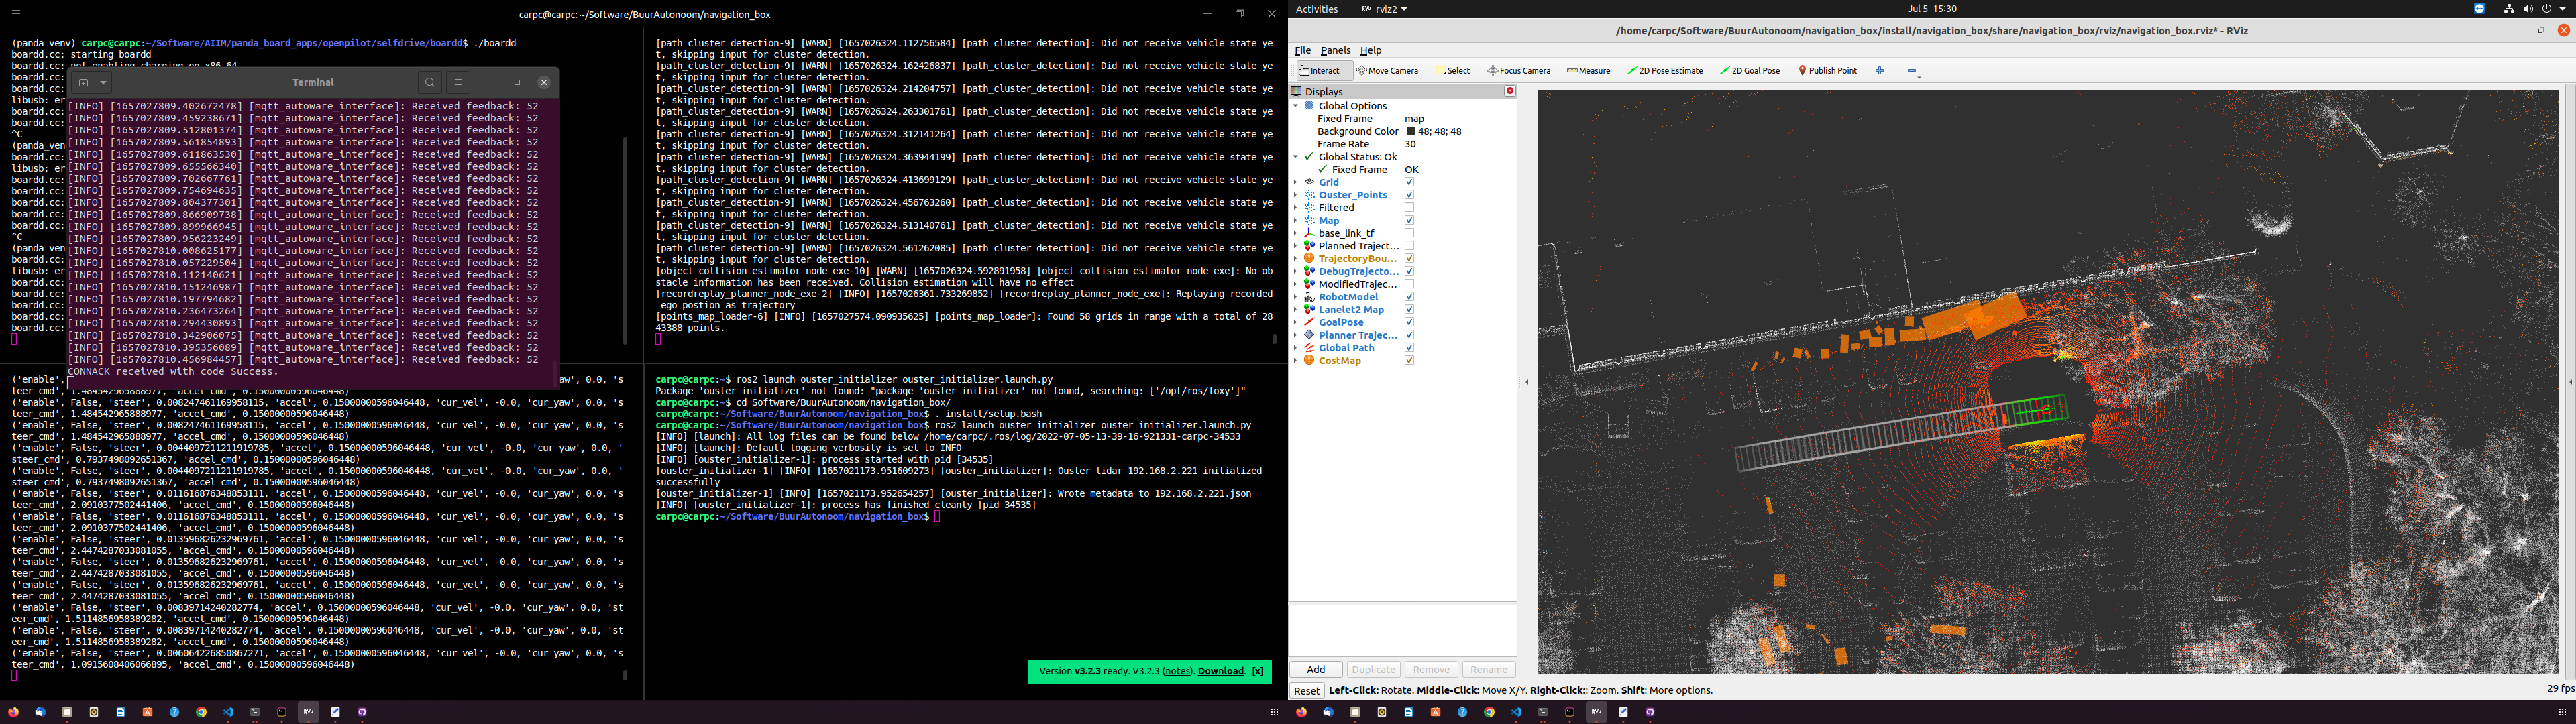 carpc@carpc: ~/Software/BuurAutonoom/navigation_box
(panda_venv) carpc@carpc:~/Software/AIIM/panda_board_apps/openpilot/selfdrive/boardd$ ./boardd
boardd.cc: starting boardd
boardd.cc: not enabling charging on x86_64
boardd.cc:
boardd.cc:
boardd.cc:
libusb: er
boardd.cc:
boardd.cc:
^C
(panda_ven
boardd.cc:
libusb: er
boardd.cc:
boardd.cc:
boardd.cc:
boardd.cc:
^C
(panda_ven
boardd.cc:
libusb: er
boardd.cc:
boardd.cc:
boardd.cc:
boardd.cc:
boardd.cc:
Terminal
[INFO] [1657027809.402672478] [mqtt_autoware_interface]: Received feedback: 52
[INFO] [1657027809.459238671] [mqtt_autoware_interface]: Received feedback: 52
[INFO] [1657027809.512801374] [mqtt_autoware_interface]: Received feedback: 52
[INFO] [1657027809.561854893] [mqtt_autoware_interface]: Received feedback: 52
[INFO] [1657027809.611863530] [mqtt_autoware_interface]: Received feedback: 52
[INFO] [1657027809.655566340] [mqtt_autoware_interface]: Received feedback: 52
[INFO] [1657027809.702667761] [mqtt_autoware_interface]: Received feedback: 52
[INFO] [1657027809.754694635] [mqtt_autoware_interface]: Received feedback: 52
[INFO] [1657027809.804377301] [mqtt_autoware_interface]: Received feedback: 52
[INFO] [1657027809.866909738] [mqtt_autoware_interface]: Received feedback: 52
[INFO] [1657027809.899966945] [mqtt_autoware_interface]: Received feedback: 52
[INFO] [1657027809.956223249] [mqtt_autoware_interface]: Received feedback: 52
[INFO] [1657027810.008625177] [mqtt_autoware_interface]: Received feedback: 52
[INFO] [1657027810.057229504] [mqtt_autoware_interface]: Received feedback: 52
[INFO] [1657027810.112140621] [mqtt_autoware_interface]: Received feedback: 52
[INFO] [1657027810.151246987] [mqtt_autoware_interface]: Received feedback: 52
[INFO] [1657027810.197794682] [mqtt_autoware_interface]: Received feedback: 52
[INFO] [1657027810.236473264] [mqtt_autoware_interface]: Received feedback: 52
[INFO] [1657027810.294430893] [mqtt_autoware_interface]: Received feedback: 52
[INFO] [1657027810.342906075] [mqtt_autoware_interface]: Received feedback: 52
[INFO] [1657027810.395356089] [mqtt_autoware_interface]: Received feedback: 52
[INFO] [1657027810.456984457] [mqtt_autoware_interface]: Received feedback: 52
CONNACK received with code Success.
[path_cluster_detection-9] [WARN] [1657026324.112756584] [path_cluster_detection]: Did not receive vehicle state ye
t, skipping input for cluster detection.
[path_cluster_detection-9] [WARN] [1657026324.162426837] [path_cluster_detection]: Did not receive vehicle state ye
t, skipping input for cluster detection.
[path_cluster_detection-9] [WARN] [1657026324.214204757] [path_cluster_detection]: Did not receive vehicle state ye
t, skipping input for cluster detection.
[path_cluster_detection-9] [WARN] [1657026324.263301761] [path_cluster_detection]: Did not receive vehicle state ye
t, skipping input for cluster detection.
[path_cluster_detection-9] [WARN] [1657026324.312141264] [path_cluster_detection]: Did not receive vehicle state ye
t, skipping input for cluster detection.
[path_cluster_detection-9] [WARN] [1657026324.363944199] [path_cluster_detection]: Did not receive vehicle state ye
t, skipping input for cluster detection.
[path_cluster_detection-9] [WARN] [1657026324.413699129] [path_cluster_detection]: Did not receive vehicle state ye
t, skipping input for cluster detection.
[path_cluster_detection-9] [WARN] [1657026324.456763260] [path_cluster_detection]: Did not receive vehicle state ye
t, skipping input for cluster detection.
[path_cluster_detection-9] [WARN] [1657026324.513140761] [path_cluster_detection]: Did not receive vehicle state ye
t, skipping input for cluster detection.
[path_cluster_detection-9] [WARN] [1657026324.561262085] [path_cluster_detection]: Did not receive vehicle state ye
t, skipping input for cluster detection.
[object_collision_estimator_node_exe-10] [WARN] [1657026324.592891958] [object_collision_estimator_node_exe]: No ob
stacle information has been received. Collision estimation will have no effect
[recordreplay_planner_node_exe-2] [INFO] [1657026361.733269852] [recordreplay_planner_node_exe]: Replaying recorded
ego postion as trajectory
[points_map_loader-6] [INFO] [1657027574.090935625] [points_map_loader]: Found 58 grids in range with a total of 28
43388 points.
('enable', aw', 0.0, 's
teer_cmd', 1.484542965888977, 'accel_cmd', 0.15000000596046448)
('enable', False, 'steer', 0.008247461169958115, 'accel', 0.15000000596046448, 'cur_vel', -0.0, 'cur_yaw', 0.0, 's
teer_cmd', 1.484542965888977, 'accel_cmd', 0.15000000596046448)
('enable', False, 'steer', 0.008247461169958115, 'accel', 0.15000000596046448, 'cur_vel', -0.0, 'cur_yaw', 0.0, 's
teer_cmd', 1.484542965888977, 'accel_cmd', 0.15000000596046448)
('enable', False, 'steer', 0.0044097211211919785, 'accel', 0.15000000596046448, 'cur_vel', -0.0, 'cur_yaw', 0.0, '
steer_cmd', 0.7937498092651367, 'accel_cmd', 0.15000000596046448)
('enable', False, 'steer', 0.0044097211211919785, 'accel', 0.15000000596046448, 'cur_vel', -0.0, 'cur_yaw', 0.0, '
steer_cmd', 0.7937498092651367, 'accel_cmd', 0.15000000596046448)
('enable', False, 'steer', 0.011616876348853111, 'accel', 0.15000000596046448, 'cur_vel', -0.0, 'cur_yaw', 0.0, 's
teer_cmd', 2.0910377502441406, 'accel_cmd', 0.15000000596046448)
('enable', False, 'steer', 0.011616876348853111, 'accel', 0.15000000596046448, 'cur_vel', -0.0, 'cur_yaw', 0.0, 's
teer_cmd', 2.0910377502441406, 'accel_cmd', 0.15000000596046448)
('enable', False, 'steer', 0.013596826232969761, 'accel', 0.15000000596046448, 'cur_vel', -0.0, 'cur_yaw', 0.0, 's
teer_cmd', 2.4474287033081055, 'accel_cmd', 0.15000000596046448)
('enable', False, 'steer', 0.013596826232969761, 'accel', 0.15000000596046448, 'cur_vel', -0.0, 'cur_yaw', 0.0, 's
teer_cmd', 2.4474287033081055, 'accel_cmd', 0.15000000596046448)
('enable', False, 'steer', 0.013596826232969761, 'accel', 0.15000000596046448, 'cur_vel', -0.0, 'cur_yaw', 0.0, 's
teer_cmd', 2.4474287033081055, 'accel_cmd', 0.15000000596046448)
('enable', False, 'steer', 0.00839714240282774, 'accel', 0.15000000596046448, 'cur_vel', -0.0, 'cur_yaw', 0.0, 'st
eer_cmd', 1.5114856958389282, 'accel_cmd', 0.15000000596046448)
('enable', False, 'steer', 0.00839714240282774, 'accel', 0.15000000596046448, 'cur_vel', -0.0, 'cur_yaw', 0.0, 'st
eer_cmd', 1.5114856958389282, 'accel_cmd', 0.15000000596046448)
('enable', False, 'steer', 0.006064226850867271, 'accel', 0.15000000596046448, 'cur_vel', -0.0, 'cur_yaw', 0.0, 's
teer_cmd', 1.0915608406066895, 'accel_cmd', 0.15000000596046448)
carpc@carpc:~$ ros2 launch ouster_initializer ouster_initializer.launch.py
Package 'ouster_initializer' not found: "package 'ouster_initializer' not found, searching: ['/opt/ros/foxy']"
carpc@carpc:~$ cd Software/BuurAutonoom/navigation_box/
carpc@carpc:~/Software/BuurAutonoom/navigation_box$ . install/setup.bash
carpc@carpc:~/Software/BuurAutonoom/navigation_box$ ros2 launch ouster_initializer ouster_initializer.launch.py
[INFO] [launch]: All log files can be found below /home/carpc/.ros/log/2022-07-05-13-39-16-921331-carpc-34533
[INFO] [launch]: Default logging verbosity is set to INFO
[INFO] [ouster_initializer-1]: process started with pid [34535]
[ouster_initializer-1] [INFO] [1657021173.951609273] [ouster_initializer]: Ouster lidar 192.168.2.221 initialized
successfully
[ouster_initializer-1] [INFO] [1657021173.952654257] [ouster_initializer]: Wrote metadata to 192.168.2.221.json
[INFO] [ouster_initializer-1]: process has finished cleanly [pid 34535]
carpc@carpc:~/Software/BuurAutonoom/navigation_box$
Version v3.2.3 ready. V3.2.3 (notes). Download. [x]
Activities rviz2 Jul 5 15:30
/home/carpc/Software/BuurAutonoom/navigation_box/install/navigation_box/share/navigation_box/rviz/navigation_box.rviz* - RViz
File Panels Help
Interact Move Camera Select Focus Camera Measure 2D Pose Estimate 2D Goal Pose Publish Point
Displays
Global Options
Fixed Frame map
Background Color 48; 48; 48
Frame Rate 30
Global Status: Ok
Fixed Frame OK
Grid
Ouster_Points
Filtered
Map
base_link_tf
Planned Traject...
TrajectoryBou...
DebugTrajecto...
ModifiedTrajec...
RobotModel
Lanelet2 Map
GoalPose
Planner Trajec...
Global Path
CostMap
Add Duplicate Remove Rename
Reset Left-Click: Rotate. Middle-Click: Move X/Y. Right-Click:: Zoom. Shift: More options. 29 fps